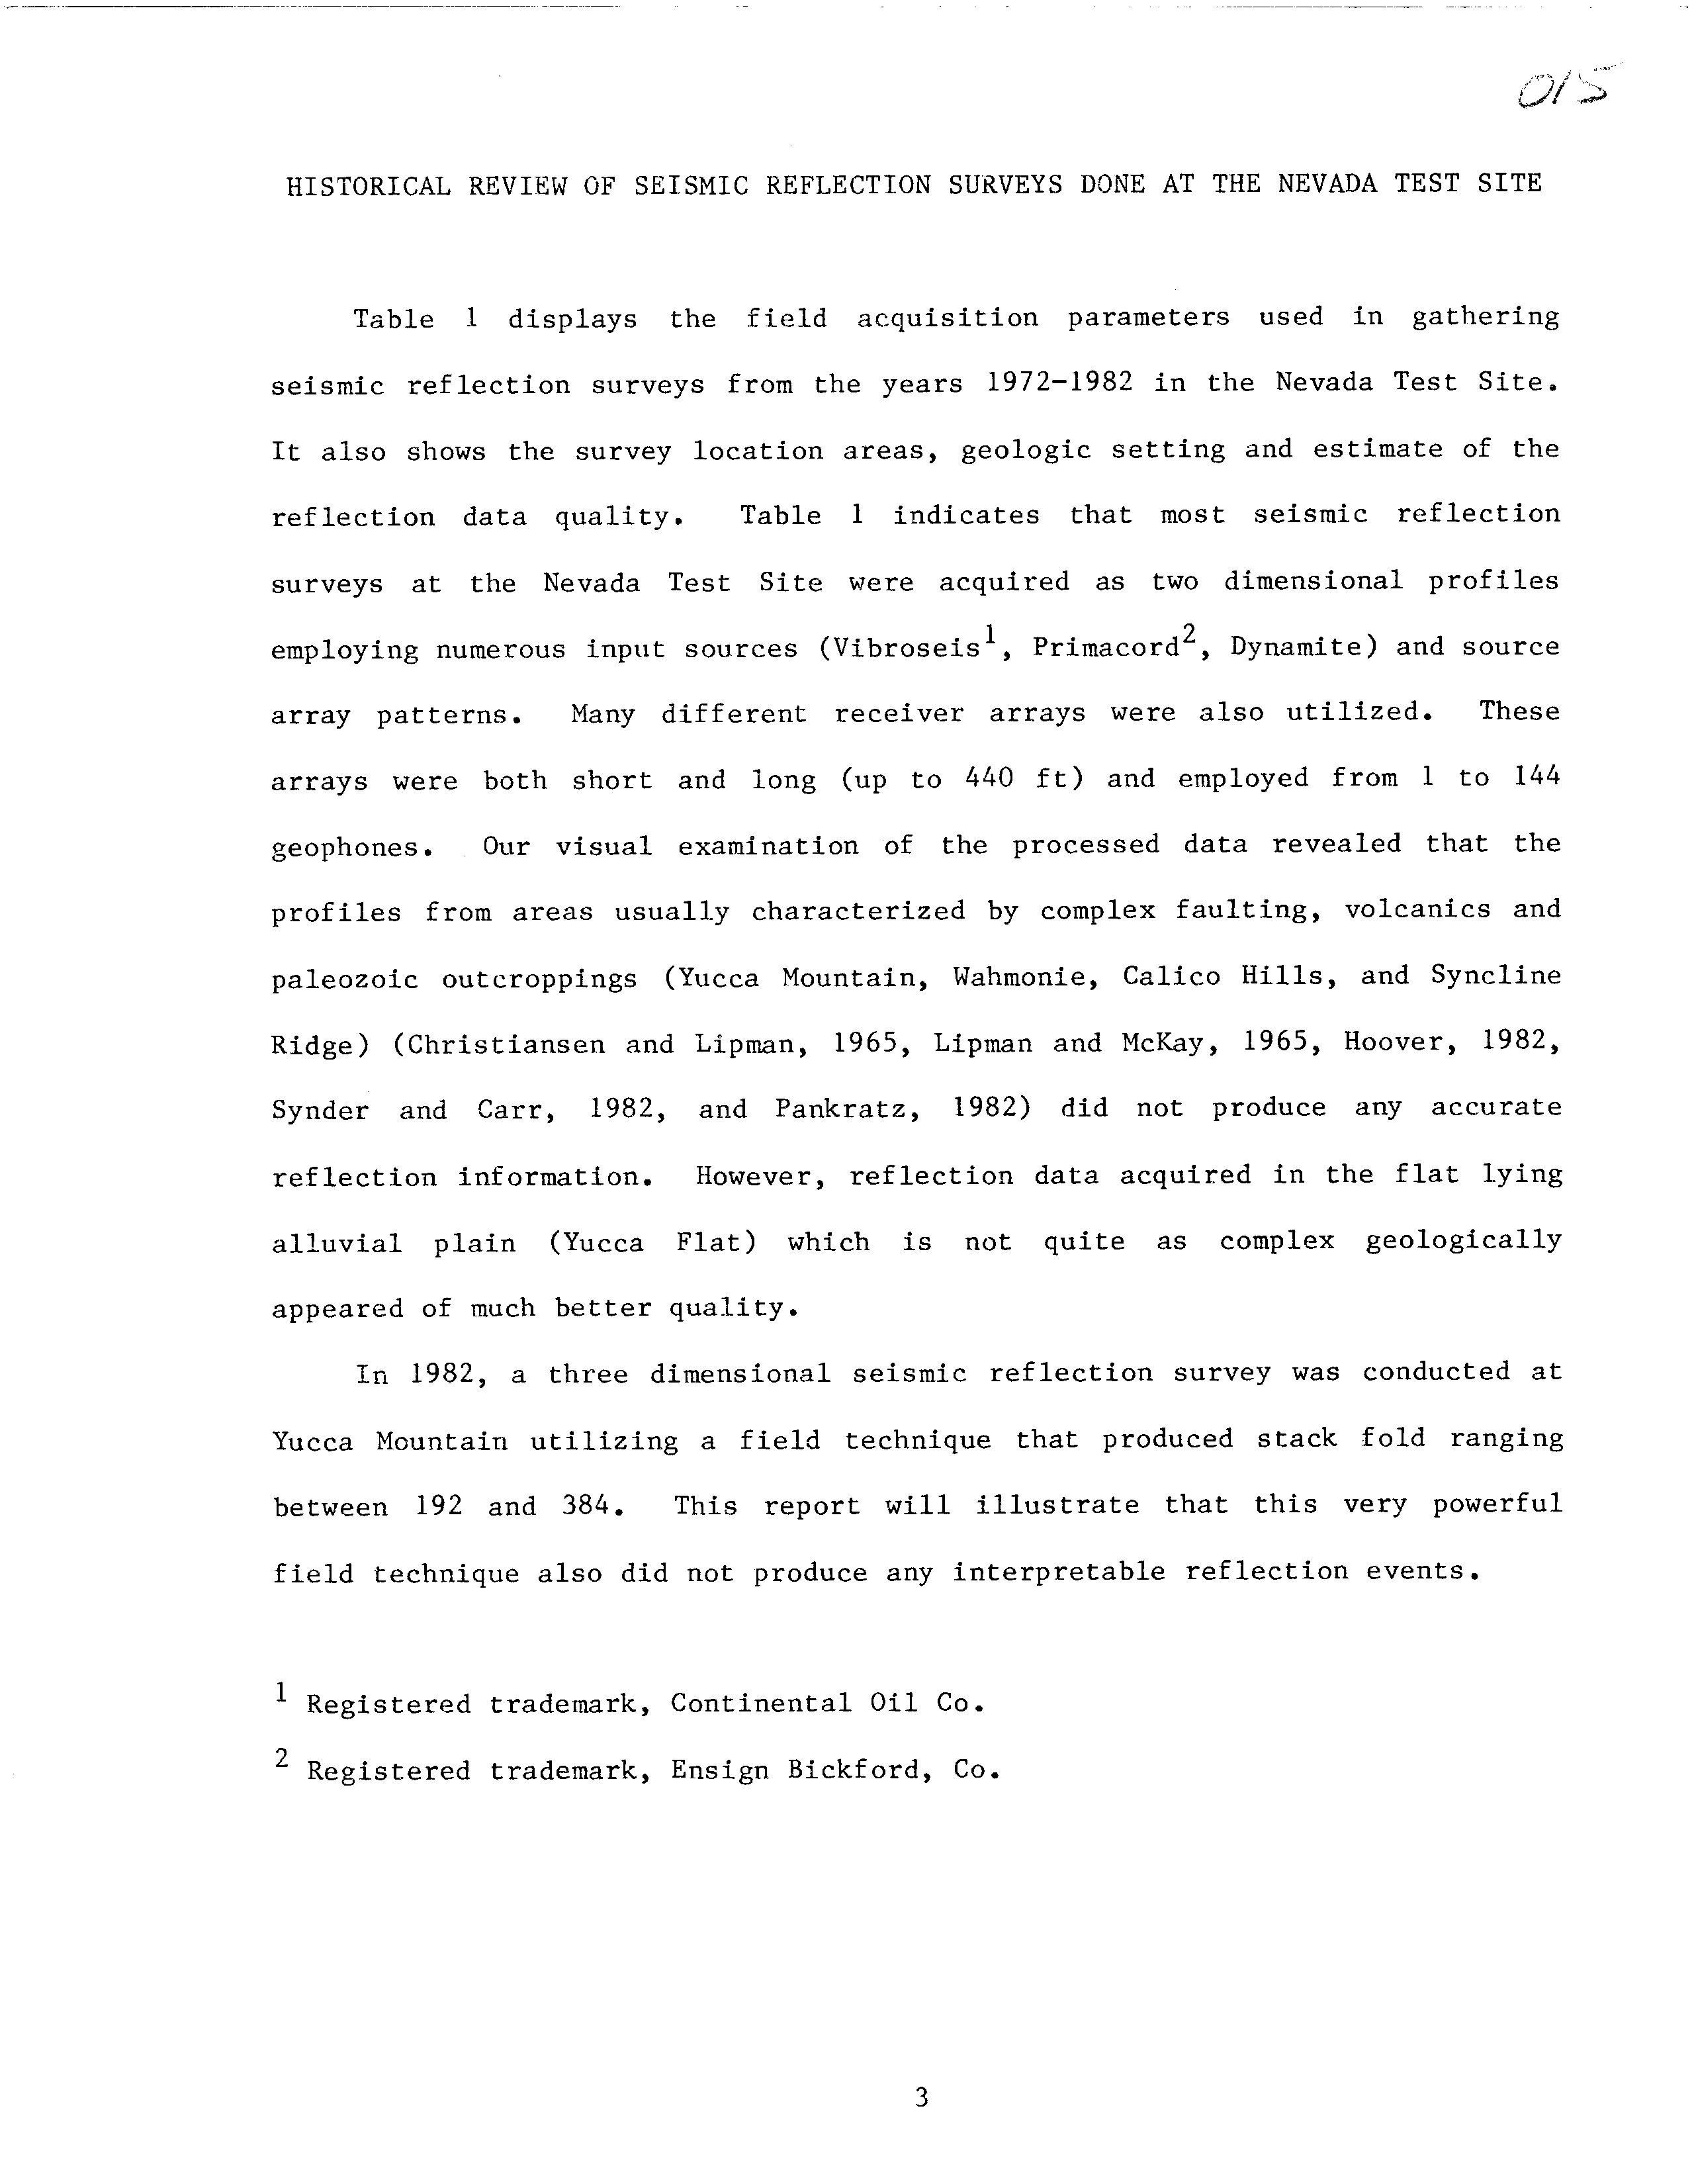 015
HISTORICAL REVIEW OF SEISMIC REFLECTION SURVEYS DONE AT THE NEVADA TEST SITE
Table 1 displays the field acquisition parameters used in gathering
seismic reflection surveys from the years 1972-1982 in the Nevada Test Site.
It also shows the survey location areas, geologic setting and estimate of the
reflection data quality. Table 1 indicates that most seismic reflection
surveys at the Nevada Test Site were acquired as two dimensional profiles
employing numerous input sources (Vibroseis1, Primacord2, Dynamite) and source
array patterns. Many different receiver arrays were also utilized. These
arrays were both short and long (up to 440 ft) and employed from 1 to 144
geophones. Our visual examination of the processed data revealed that the
profiles from areas usually characterized by complex faulting, volcanics and
paleozoic outcroppings (Yucca Mountain, Wahmonie, Calico Hills, and Syncline
Ridge) (Christiansen and Lipman, 1965, Lipman and McKay, 1965, Hoover, 1982,
Synder and Carr, 1982, and Pankratz, 1982) did not produce any accurate
reflection information. However, reflection data acquired in the flat lying
alluvial plain (Yucca Flat) which is not quite as complex geologically
appeared of much better quality.
In 1982, a three dimensional seismic reflection survey was conducted at
Yucca Mountain utilizing a field technique that produced stack fold ranging
between 192 and 384. This report will illustrate that this very powerful
field technique also did not produce any interpretable reflection events.
1 Registered trademark, Continental Oil Co.
2 Registered trademark, Ensign Bickford, Co.
3